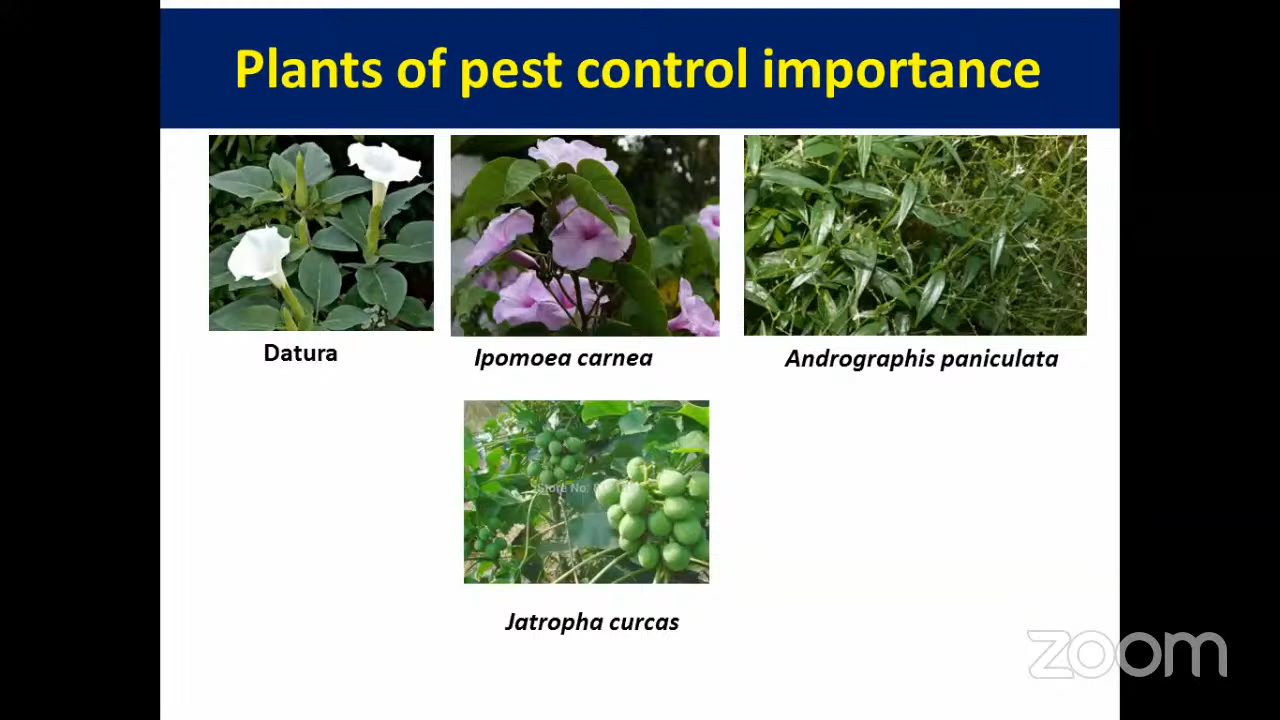 Plants of pest control importance
Datura
Ipomoea carnea
Andrographis paniculata
Jatropha curcas
zoom